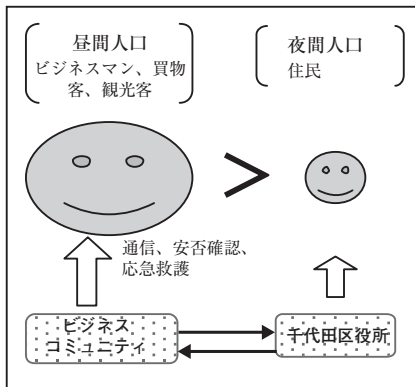 昼間人口
ビジネスマン、買物
客、観光客
夜間人口
住民
>
通信、安否確認、
応急救護
ビジネス
コミュニティ
千代田区役所